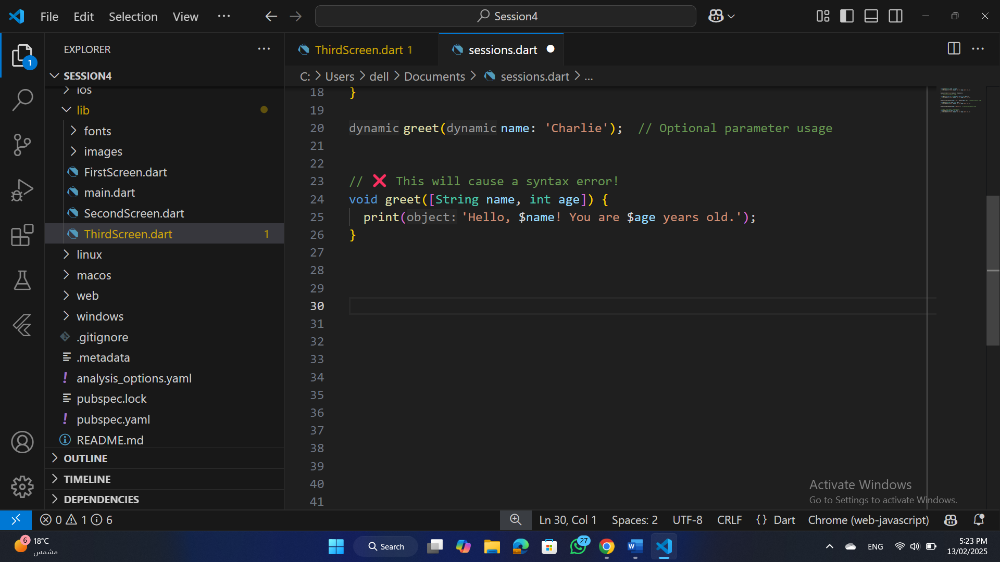 File Edit Selection View ··· Session4
EXPLORER ···
SESSION4
ios
lib
fonts
images
FirstScreen.dart
main.dart
SecondScreen.dart
ThirdScreen.dart 1
linux
macos
web
windows
.gitignore
.metadata
analysis_options.yaml
pubspec.lock
pubspec.yaml
README.md
OUTLINE
TIMELINE
DEPENDENCIES
1
ThirdScreen.dart 1 sessions.dart
C: > Users > dell > Documents > sessions.dart > ...
18 }
19
20 dynamic greet(dynamic name: 'Charlie'); // Optional parameter usage
21
22
23 // ❌ This will cause a syntax error!
24 void greet([String name, int age]) {
25 print(object: 'Hello, $name! You are $age years old.');
26 }
27
28
29
30
31
32
33
34
35
36
37
38
39
40
41
Activate Windows
Go to Settings to activate Windows.
0 1 6 Ln 30, Col 1 Spaces: 2 UTF-8 CRLF {} Dart Chrome (web-javascript)
6 18°C
مشمس
Search 27 ENG
5:23 PM
13/02/2025